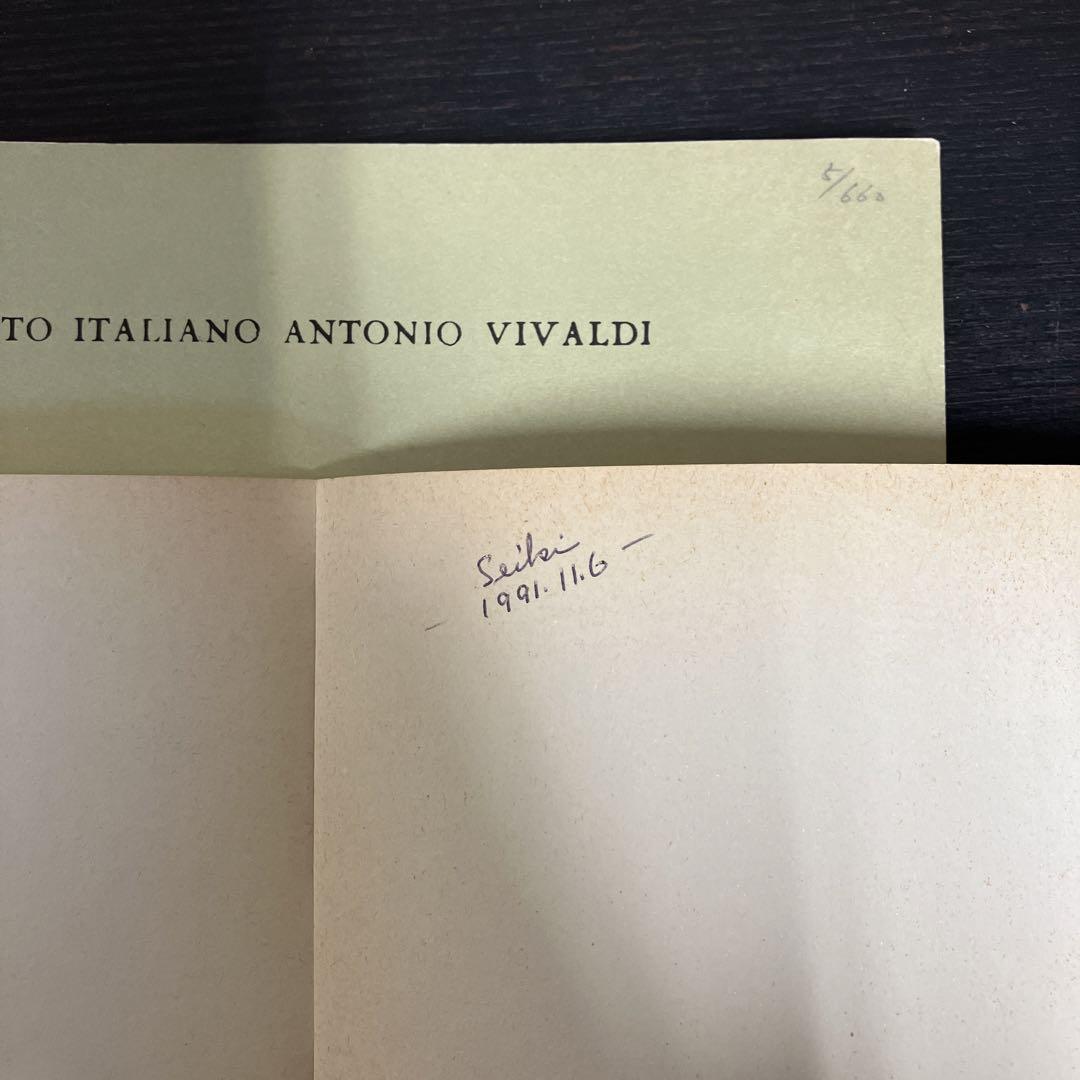 5/660
TO ITALIANO ANTONIO VIVALDI
Seiki
1991.11.6